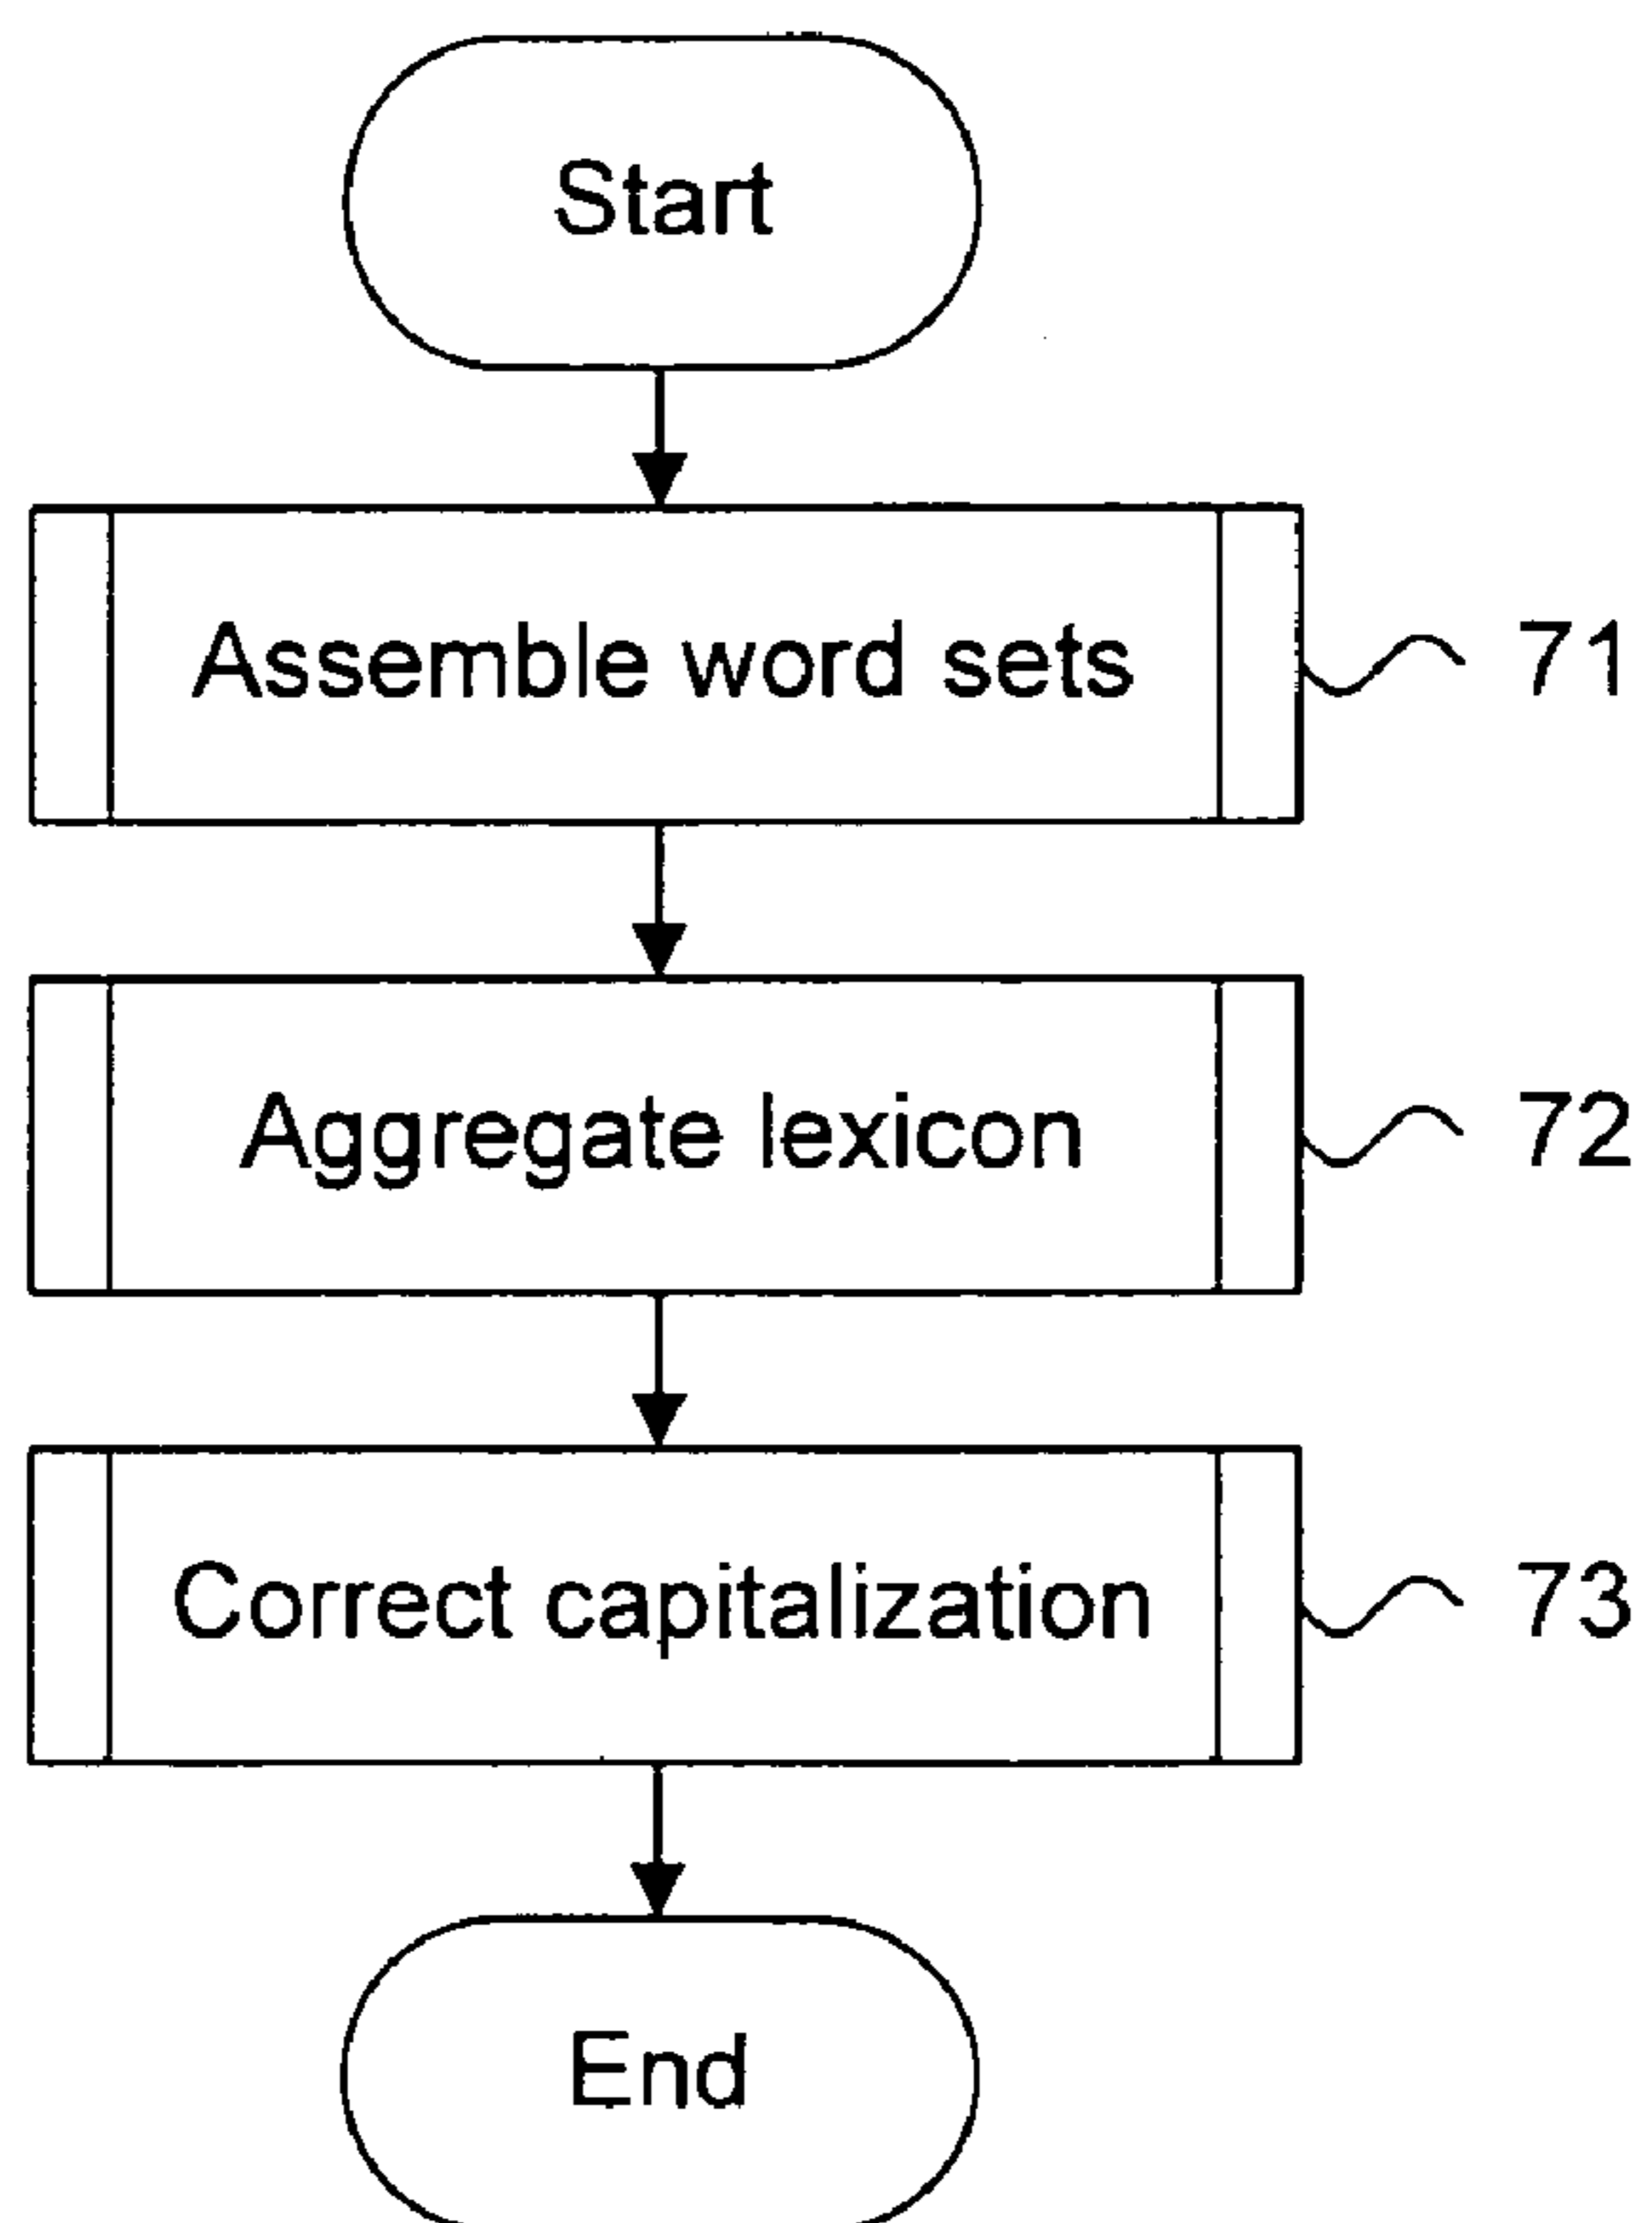 Start
Assemble word sets 71
Aggregate lexicon 72
Correct capitalization 73
End